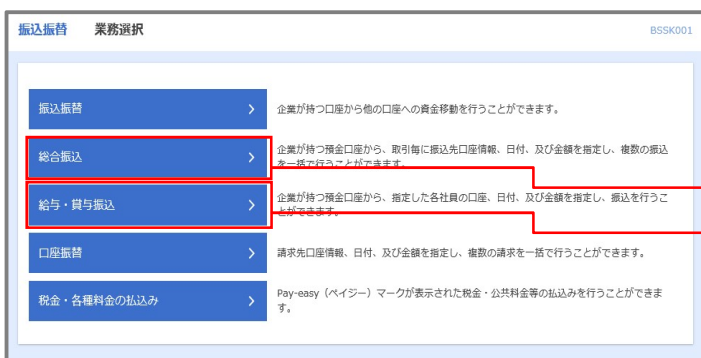 振込振替 業務選択
BSSK001
振込振替
企業が持つ口座から他の口座への資金移動を行うことができます。
総合振込
企業が持つ預金口座から、取引毎に振込先口座情報、日付、及び金額を指定し、複数の振込
を一括で行うことができます。
給与・賞与振込
企業が持つ預金口座から、指定した各社員の口座、日付、及び金額を指定し、振込を行うこ
とができます。
口座振替
請求先口座情報、日付、及び金額を指定し、複数の請求を一括で行うことができます。
税金・各種料金の払込み
Pay-easy（ペイジー）マークが表示された税金・公共料金等の払込みを行うことができま
す。